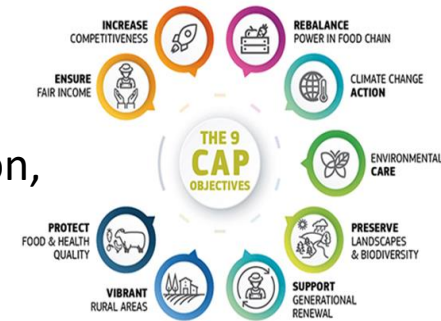 INCREASE
COMPETITIVENESS
REBALANCE
POWER IN FOOD CHAIN
ENSURE
FAIR INCOME
CLIMATE CHANGE
ACTION
THE 9
CAP
OBJECTIVES
on,
ENVIRONMENTAL
CARE
PROTECT
FOOD & HEALTH
QUALITY
PRESERVE
LANDSCAPES
& BIODIVERSITY
VIBRANT
RURAL AREAS
SUPPORT
GENERATIONAL
RENEWAL